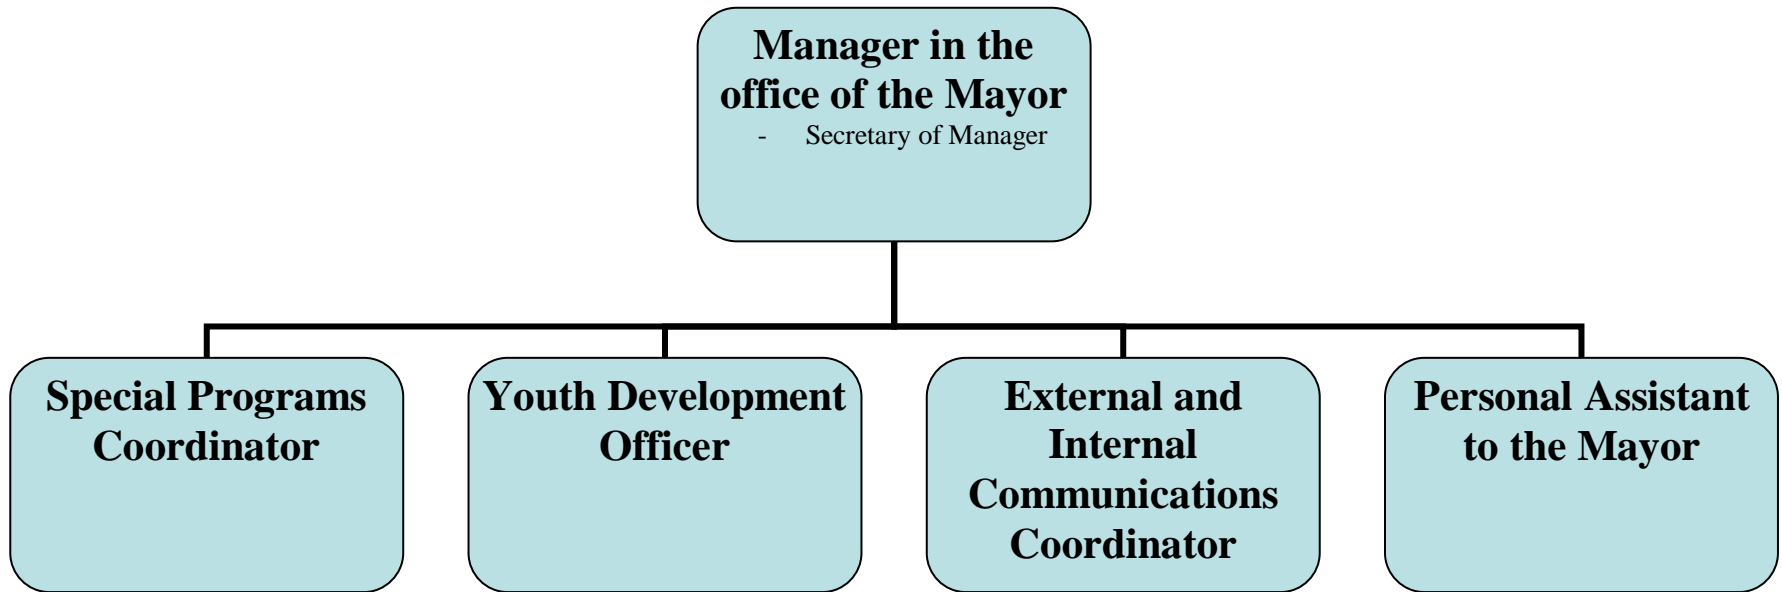 Manager in the
office of the Mayor
- Secretary of Manager
Special Programs
Coordinator
Youth Development
Officer
External and
Internal
Communications
Coordinator
Personal Assistant
to the Mayor